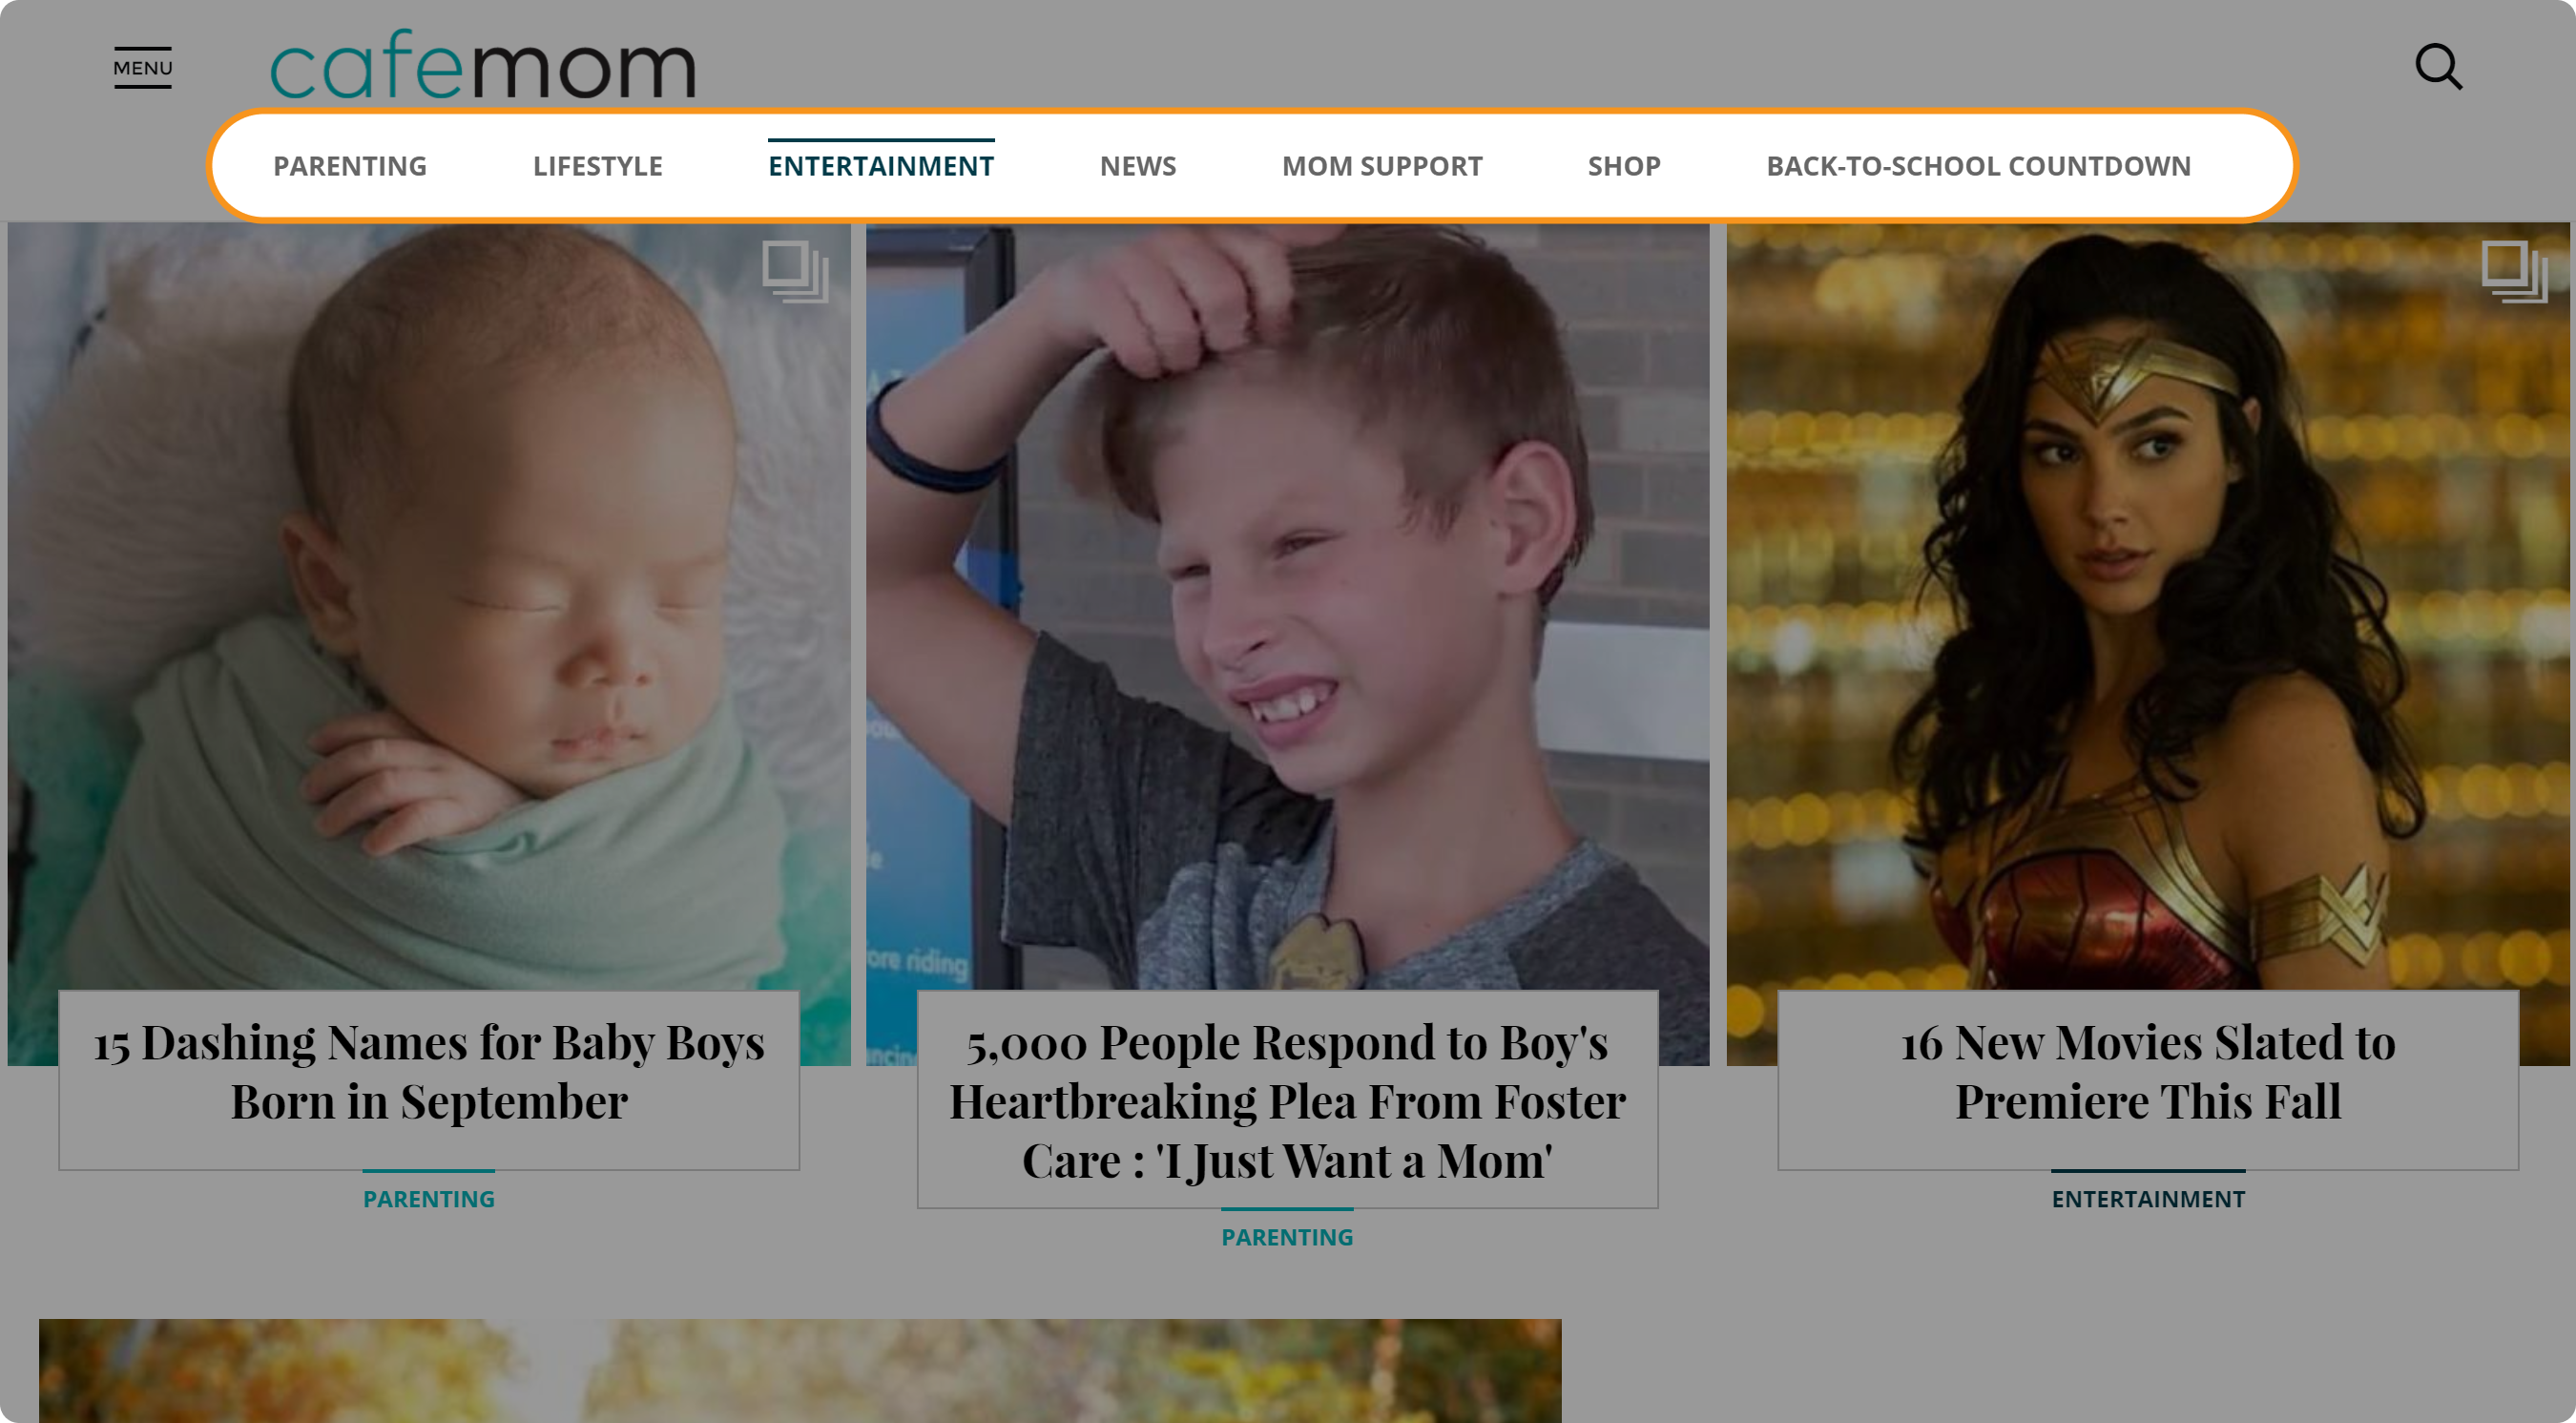 MENU
cafemom
PARENTING LIFESTYLE ENTERTAINMENT NEWS MOM SUPPORT SHOP BACK-TO-SCHOOL COUNTDOWN
ore riding
15 Dashing Names for Baby Boys
Born in September
PARENTING
5,000 People Respond to Boy's
Heartbreaking Plea From Foster
Care : 'I Just Want a Mom'
PARENTING
16 New Movies Slated to
Premiere This Fall
ENTERTAINMENT